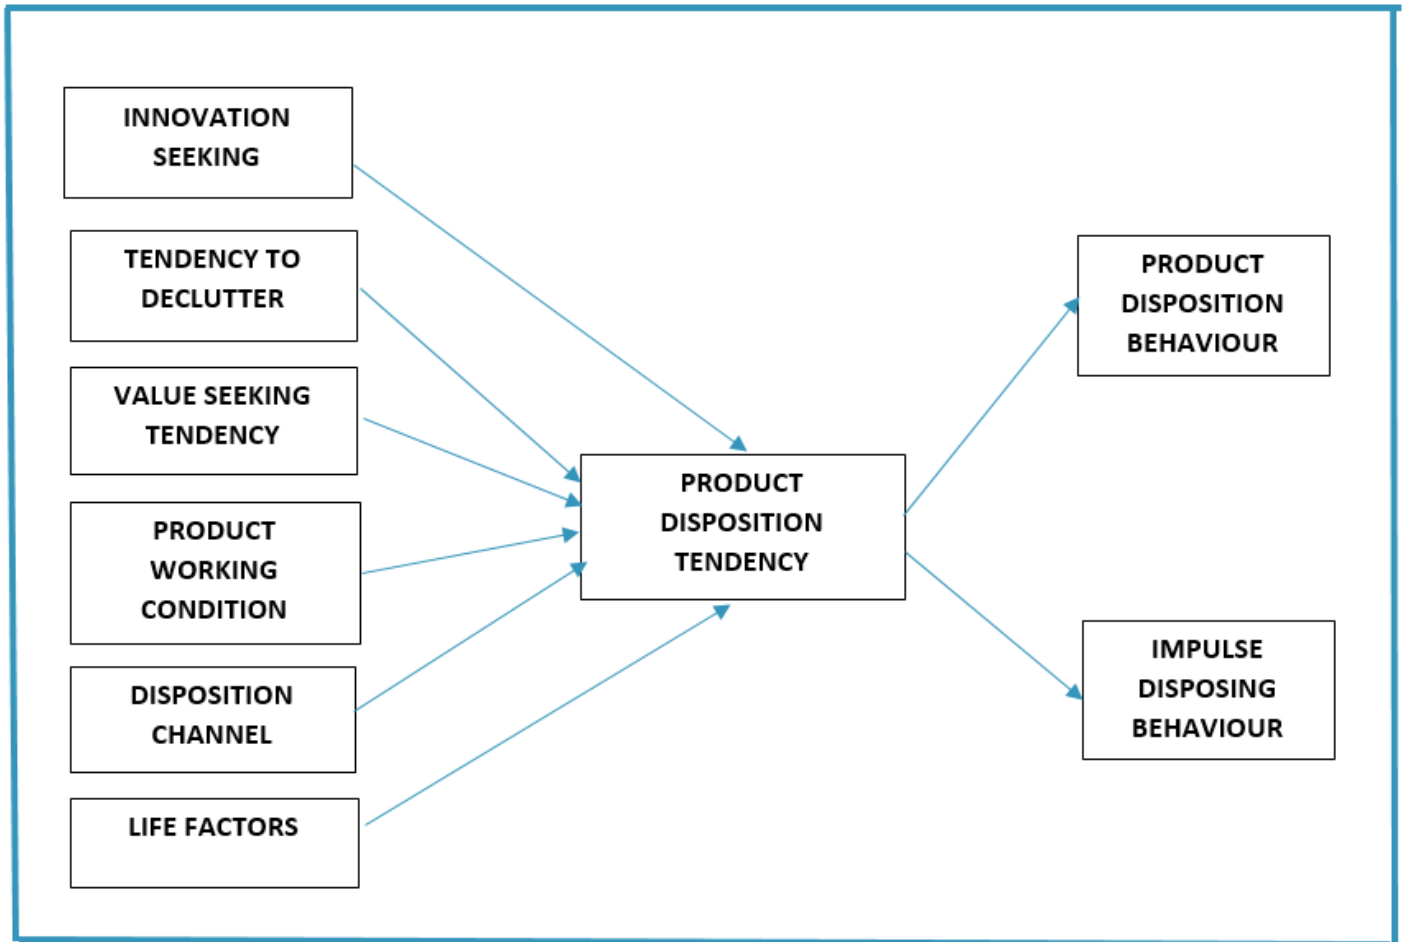 INNOVATION
SEEKING
TENDENCY TO
DECLUTTER
VALUE SEEKING
TENDENCY
PRODUCT
WORKING
CONDITION
DISPOSITION
CHANNEL
LIFE FACTORS
PRODUCT
DISPOSITION
TENDENCY
PRODUCT
DISPOSITION
BEHAVIOUR
IMPULSE
DISPOSING
BEHAVIOUR